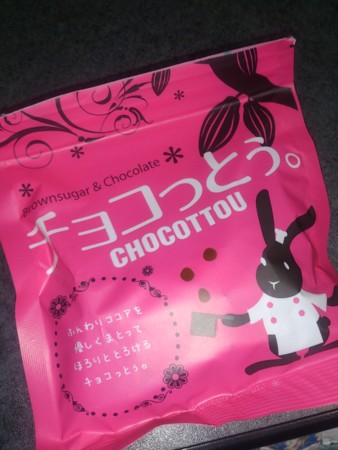 Brownsugar & Chocolate
チョコっとう。
CHOCOTTOU
ふんわりココアを
優しくまとって
ほろりととろける
チョコっとう。